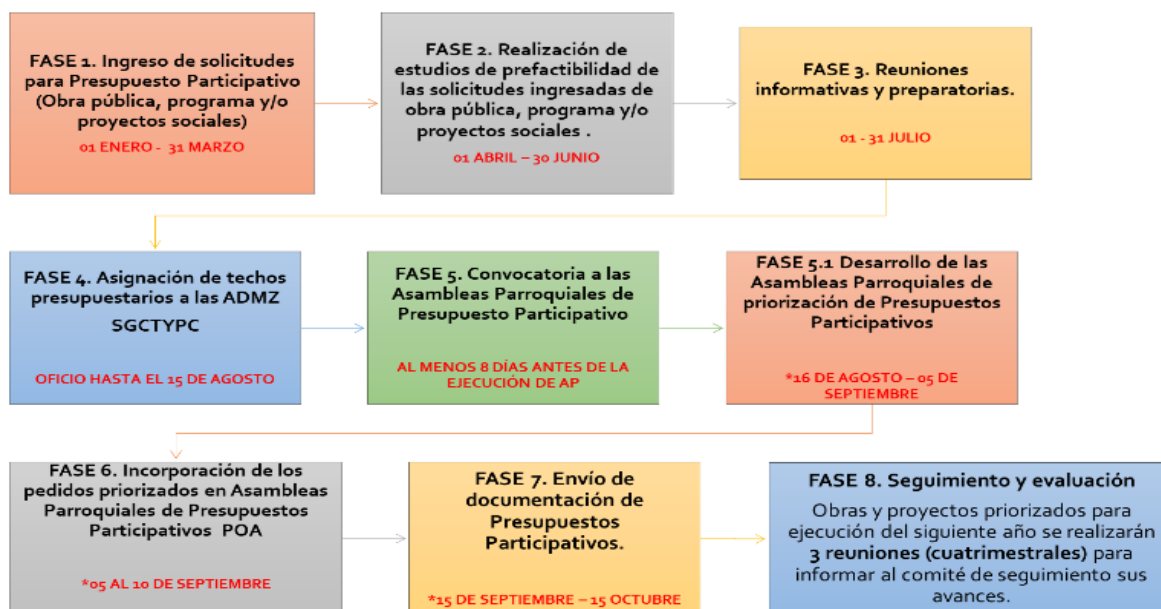 FASE 1. Ingreso de solicitudes
para Presupuesto Participativo
(Obra pública, programa y/o
proyectos sociales)
01 ENERO - 31 MARZO
FASE 2. Realización de
estudios de prefactibilidad de
las solicitudes ingresadas de
obra pública, programa y/o
proyectos sociales .
01 ABRIL – 30 JUNIO
FASE 3. Reuniones
informativas y preparatorias.
01 - 31 JULIO
FASE 4. Asignación de techos
presupuestarios a las ADMZ
SGCTYPC
OFICIO HASTA EL 15 DE AGOSTO
FASE 5. Convocatoria a las
Asambleas Parroquiales de
Presupuesto Participativo
AL MENOS 8 DÍAS ANTES DE LA
EJECUCIÓN DE AP
FASE 5.1 Desarrollo de las
Asambleas Parroquiales de
priorización de Presupuestos
Participativos
*16 DE AGOSTO – 05 DE
SEPTIEMBRE
FASE 6. Incorporación de los
pedidos priorizados en Asambleas
Parroquiales de Presupuestos
Participativos POA
*05 AL 10 DE SEPTIEMBRE
FASE 7. Envío de
documentación de
Presupuestos
Participativos.
*15 DE SEPTIEMBRE – 15 OCTUBRE
FASE 8. Seguimiento y evaluación
Obras y proyectos priorizados para
ejecución del siguiente año se realizarán
3 reuniones (cuatrimestrales) para
informar al comité de seguimiento sus
avances.